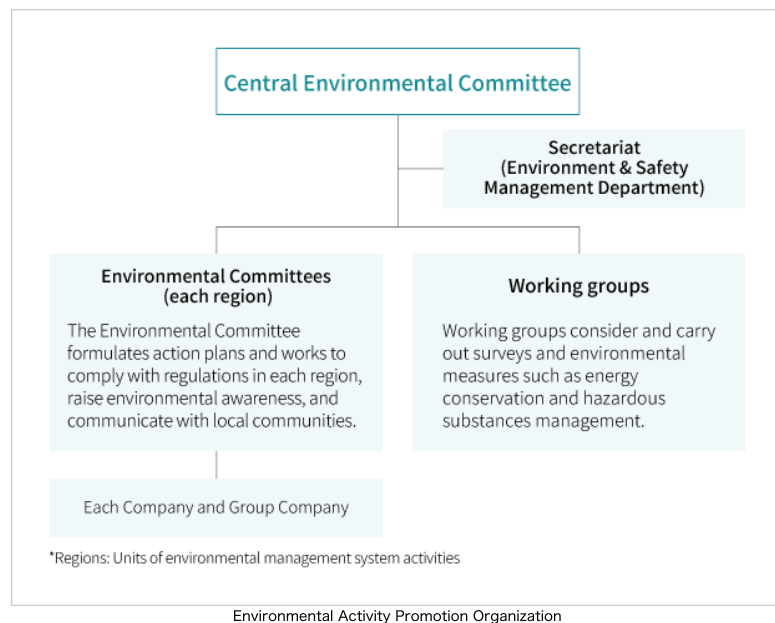 Central Environmental Committee
Secretariat
(Environment & Safety
Management Department)
Environmental Committees
(each region)
The Environmental Committee
formulates action plans and works to
comply with regulations in each region,
raise environmental awareness, and
communicate with local communities.
Working groups
Working groups consider and carry
out surveys and environmental
measures such as energy
conservation and hazardous
substances management.
Each Company and Group Company
*Regions: Units of environmental management system activities
Environmental Activity Promotion Organization